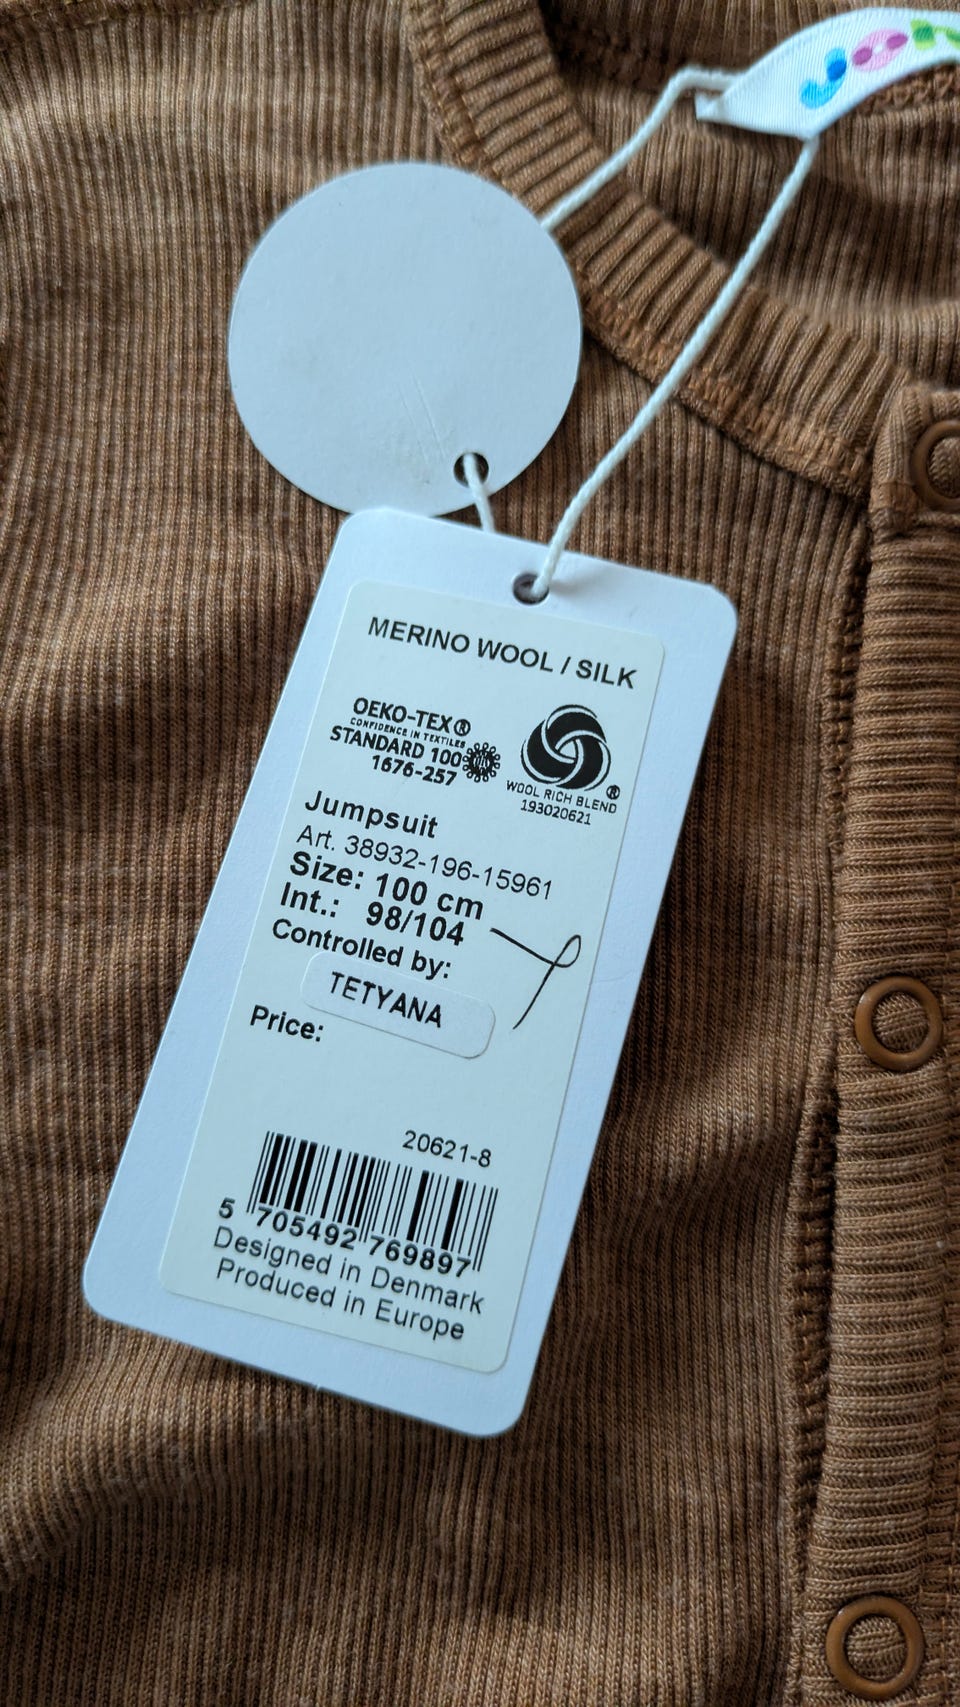 MERINO WOOL / SILK
OEKO-TEX®
CONFIDENCE IN TEXTILES
STANDARD 100
1676-257
WOOL RICH BLEND ®
193020621
Jumpsuit
Art. 38932-196-15961
Size: 100 cm
Int.: 98/104
Controlled by:
TETYANA
Price:
20621-8
5 705492 769897
Designed in Denmark
Produced in Europe